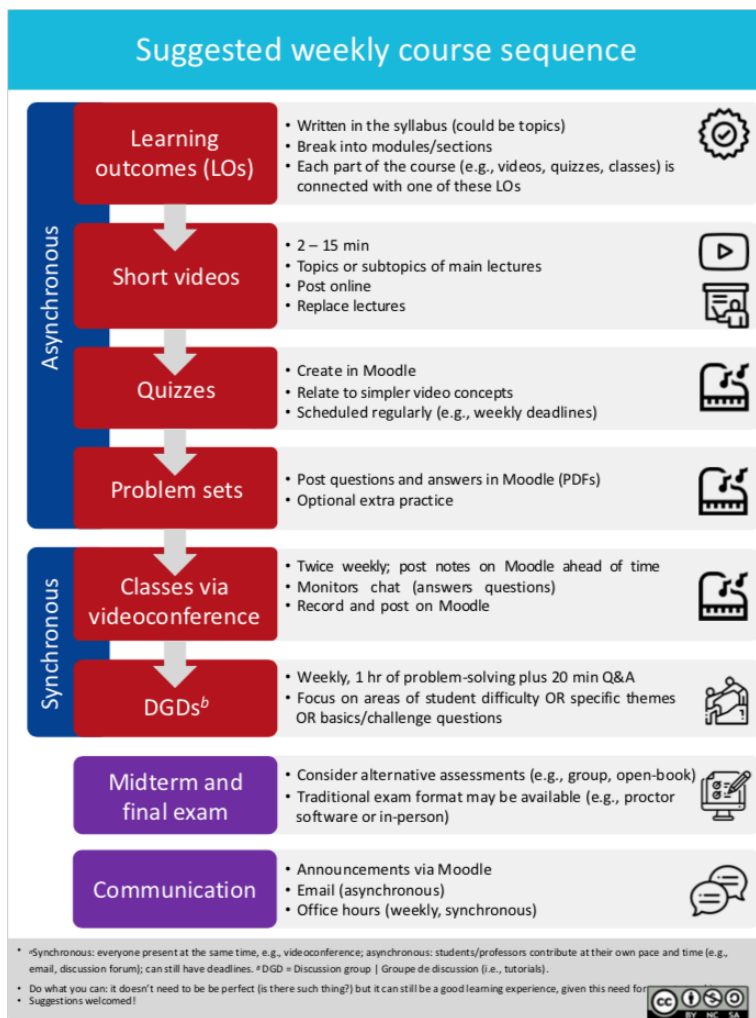 Suggested weekly course sequence
Asynchronous
Learning
outcomes (LOs)
• Written in the syllabus (could be topics)
• Break into modules/sections
• Each part of the course (e.g., videos, quizzes, classes) is
connected with one of these LOs
Short videos
• 2 – 15 min
• Topics or subtopics of main lectures
• Post online
• Replace lectures
Quizzes
• Create in Moodle
• Relate to simpler video concepts
• Scheduled regularly (e.g., weekly deadlines)
Problem sets
• Post questions and answers in Moodle (PDFs)
• Optional extra practice
Synchronous
Classes via
videoconference
• Twice weekly; post notes on Moodle ahead of time
• Monitors chat (answers questions)
• Record and post on Moodle
DGDsᵇ
• Weekly, 1 hr of problem-solving plus 20 min Q&A
• Focus on areas of student difficulty OR specific themes
OR basics/challenge questions
Midterm and
final exam
• Consider alternative assessments (e.g., group, open-book)
• Traditional exam format may be available (e.g., proctor
software or in-person)
Communication
• Announcements via Moodle
• Email (asynchronous)
• Office hours (weekly, synchronous)
• ᵃSynchronous: everyone present at the same time, e.g., videoconference; asynchronous: students/professors contribute at their own pace and time (e.g.,
email, discussion forum); can still have deadlines. ᴮ DGD = Discussion group | Groupe de discussion (i.e., tutorials).
• Do what you can: it doesn't need to be be perfect (is there such thing?) but it can still be a good learning experience, given this need for
• Suggestions welcomed!
cc
BY NC SA